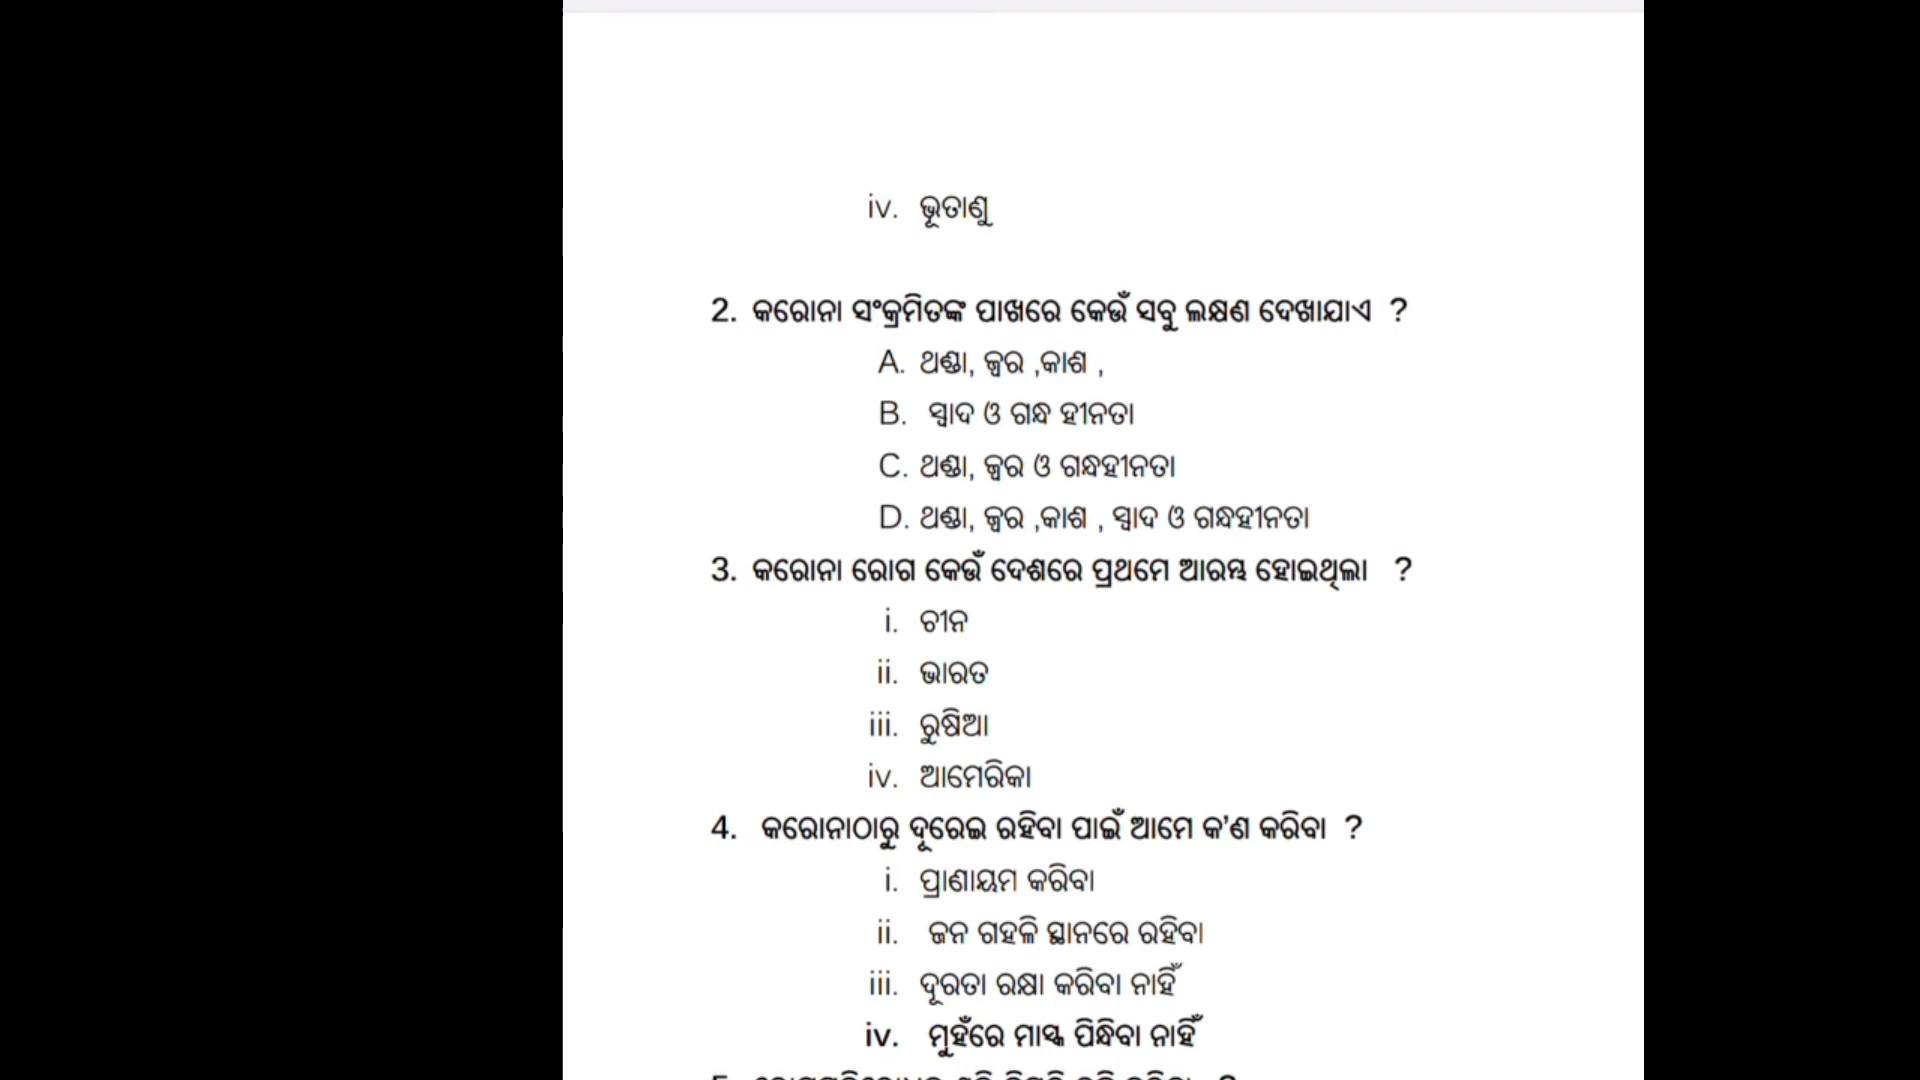 iv. ଭୂତାଣୁ
2. କରୋନା ସଂକ୍ରମିତଙ୍କ ପାଖରେ କେଉଁ ସବୁ ଲକ୍ଷଣ ଦେଖାଯାଏ ?
A. ଥଣ୍ଡା, ଜ୍ୱର ,କାଶ ,
B. ସ୍ୱାଦ ଓ ଗନ୍ଧ ହୀନତା
C. ଥଣ୍ଡା, ଜ୍ୱର ଓ ଗନ୍ଧହୀନତା
D. ଥଣ୍ଡା, ଜ୍ୱର ,କାଶ , ସ୍ୱାଦ ଓ ଗନ୍ଧହୀନତା
3. କରୋନା ରୋଗ କେଉଁ ଦେଶରେ ପ୍ରଥମେ ଆରମ୍ଭ ହୋଇଥିଲା ?
i. ଚୀନ
ii. ଭାରତ
iii. ରୁଷିଆ
iv. ଆମେରିକା
4. କରୋନାଠାରୁ ଦୂରେଇ ରହିବା ପାଇଁ ଆମେ କ’ଣ କରିବା ?
i. ପ୍ରାଣାୟମ କରିବା
ii. ଜନ ଗହଳି ସ୍ଥାନରେ ରହିବା
iii. ଦୂରତା ରକ୍ଷା କରିବା ନାହିଁ
iv. ମୁହଁରେ ମାସ୍କ ପିନ୍ଧିବା ନାହିଁ